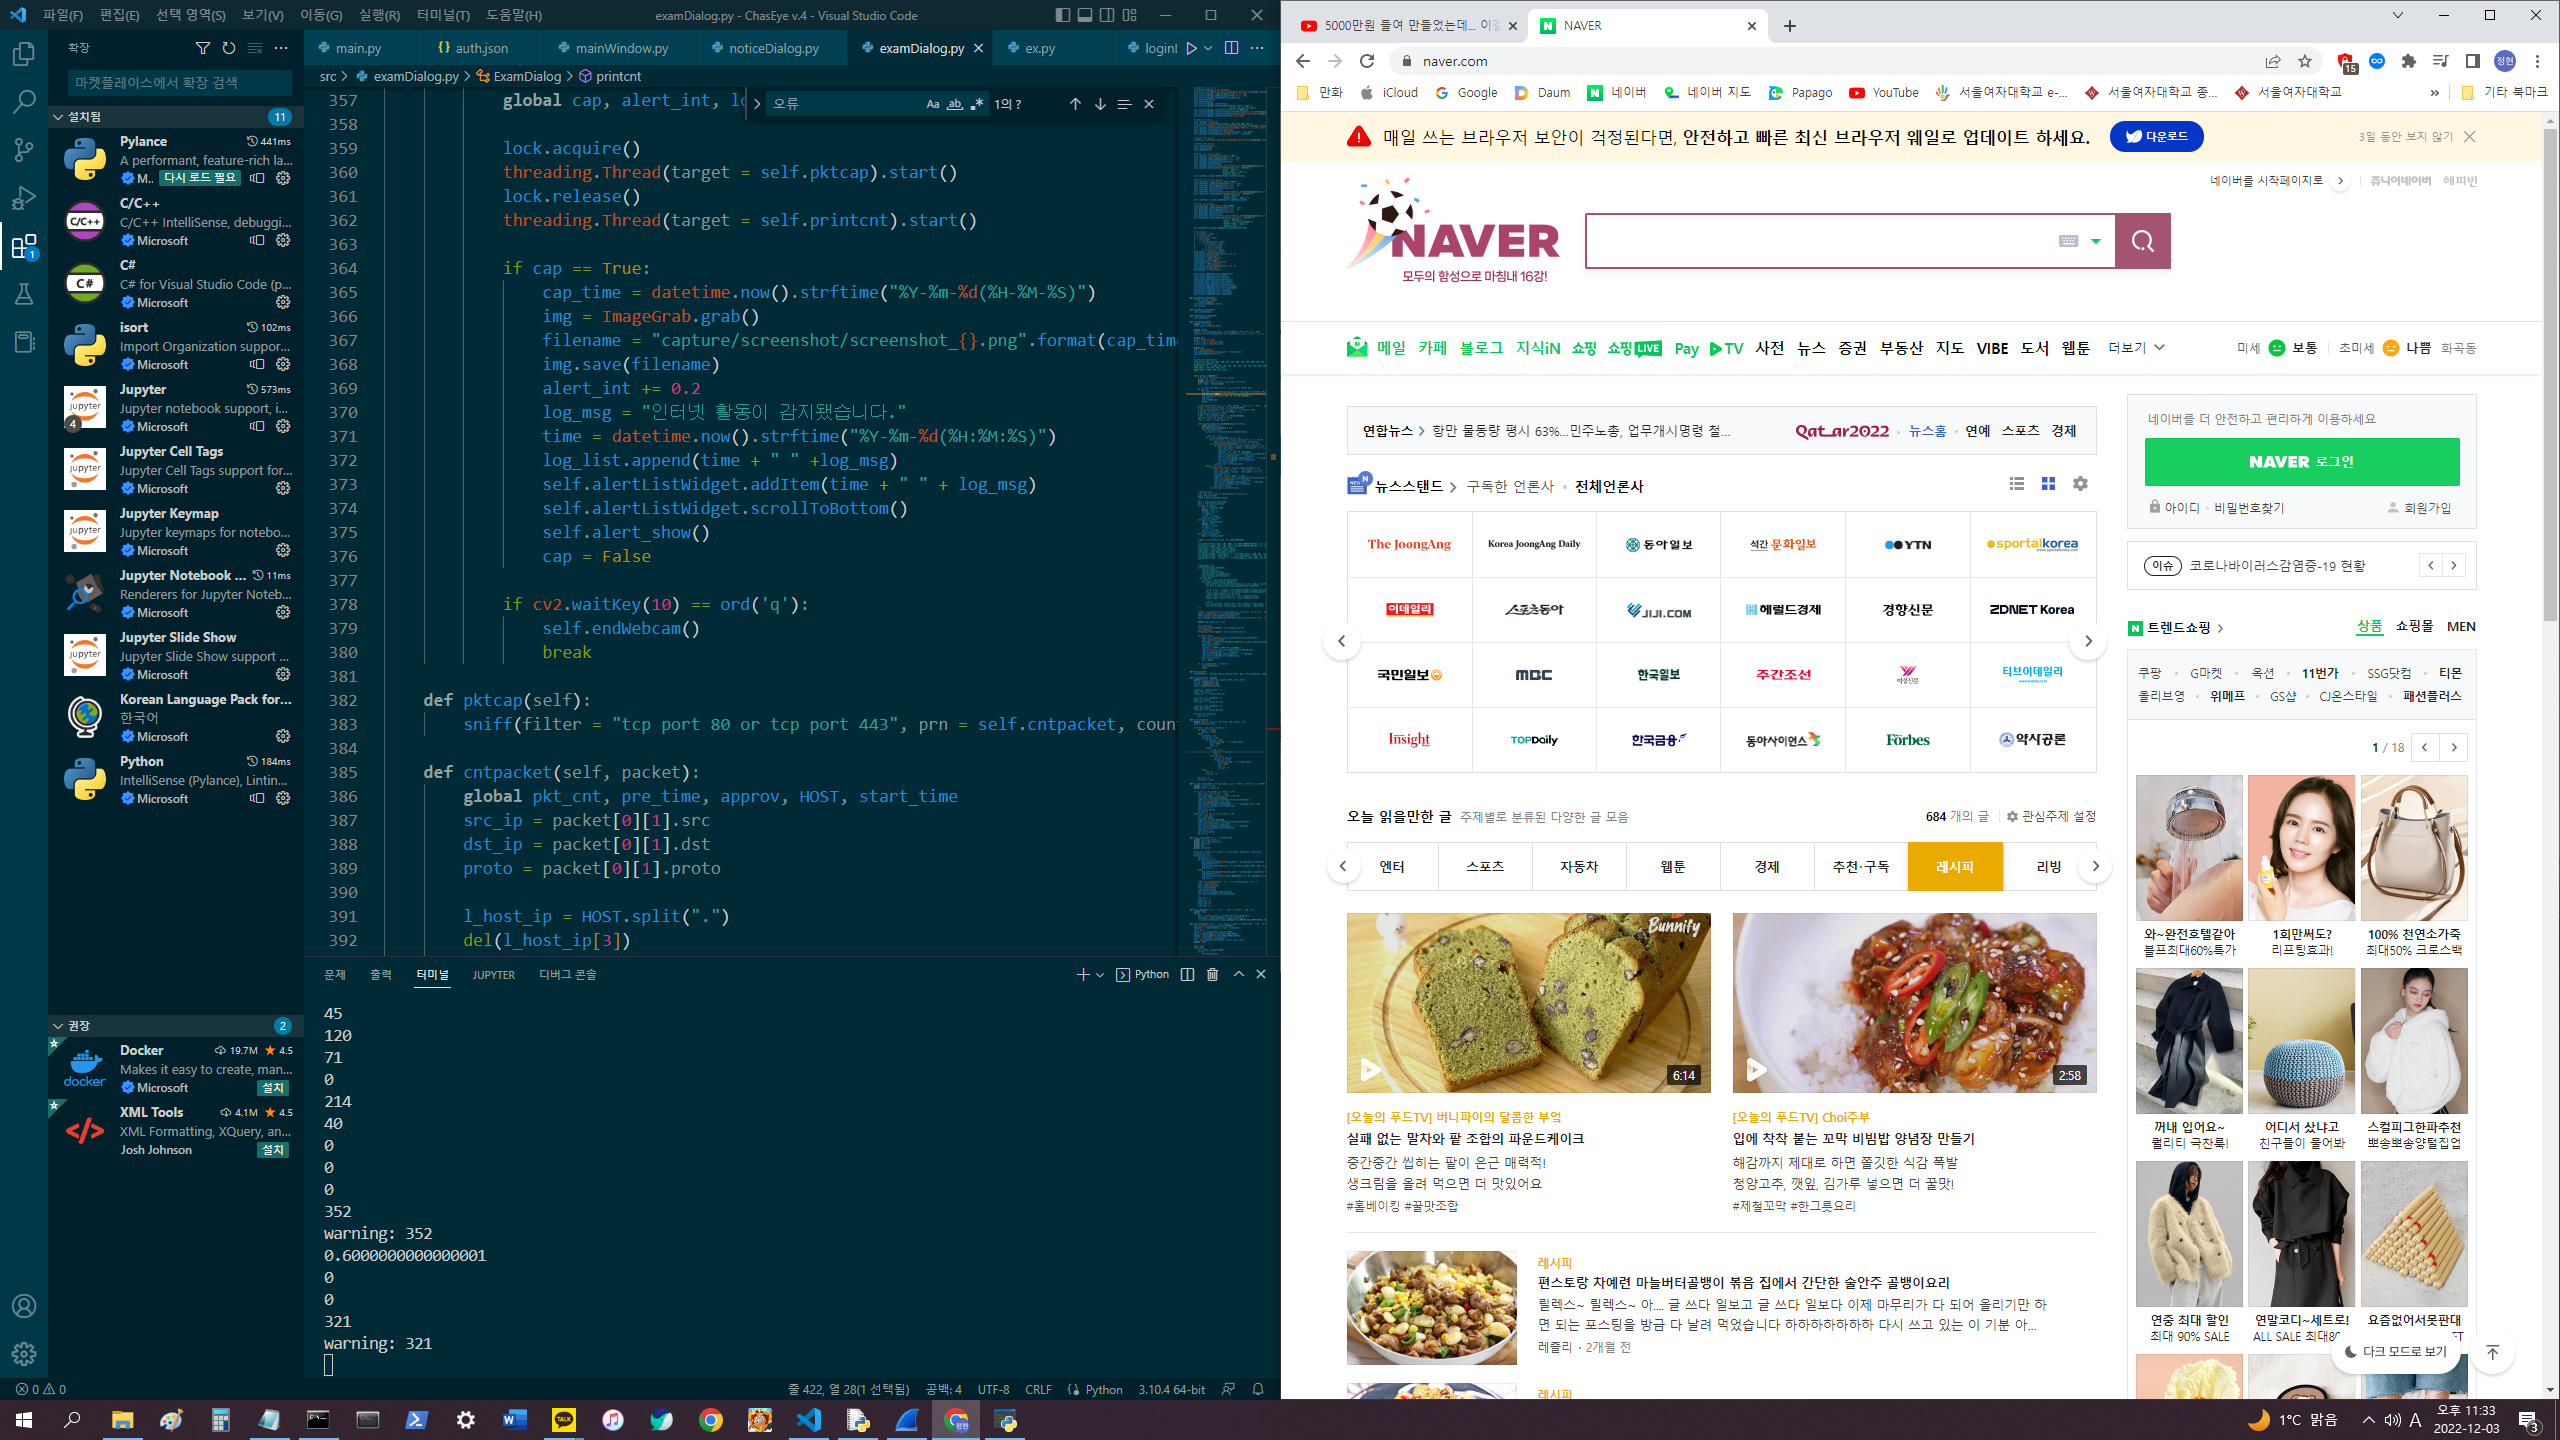 파일(F) 편집(E) 선택 영역(S) 보기(V) 이동(G) 실행(R) 터미널(T) 도움말(H)
examDialog.py - ChasEye v.4 - Visual Studio Code
확장
마켓플레이스에서 확장 검색
설치됨 11
Pylance 441ms
A performant, feature-rich la...
M.. 다시 로드 필요
C/C++
C/C++ IntelliSense, debuggi...
Microsoft
C#
C# for Visual Studio Code (p...
Microsoft
isort 102ms
Import Organization suppor...
Microsoft
Jupyter 573ms
Jupyter notebook support, i...
Microsoft
4
Jupyter Cell Tags
Jupyter Cell Tags support for...
Microsoft
Jupyter Keymap
Jupyter keymaps for notebo...
Microsoft
Jupyter Notebook ... 11ms
Renderers for Jupyter Noteb...
Microsoft
Jupyter Slide Show
Jupyter Slide Show support ...
Microsoft
Korean Language Pack for...
한국어
Microsoft
Python 184ms
IntelliSense (Pylance), Lintin...
Microsoft
권장 2
Docker 19.7M 4.5
Makes it easy to create, man...
Microsoft 설치
XML Tools 4.1M 4.5
XML Formatting, XQuery, an...
Josh Johnson 설치
main.py auth.json mainWindow.py noticeDialog.py examDialog.py ex.py loginI
src > examDialog.py > ExamDialog > printcnt
오류 Aa ab 1의 ?
357 global cap, alert_int, lo
358
359 lock.acquire()
360 threading.Thread(target = self.pktcap).start()
361 lock.release()
362 threading.Thread(target = self.printcnt).start()
363
364 if cap == True:
365 cap_time = datetime.now().strftime("%Y-%m-%d(%H-%M-%S)")
366 img = ImageGrab.grab()
367 filename = "capture/screenshot/screenshot_{}.png".format(cap_tim
368 img.save(filename)
369 alert_int += 0.2
370 log_msg = "인터넷 활동이 감지됐습니다."
371 time = datetime.now().strftime("%Y-%m-%d(%H:%M:%S)")
372 log_list.append(time + " " +log_msg)
373 self.alertListWidget.addItem(time + " " + log_msg)
374 self.alertListWidget.scrollToBottom()
375 self.alert_show()
376 cap = False
377
378 if cv2.waitKey(10) == ord('q'):
379 self.endWebcam()
380 break
381
382 def pktcap(self):
383 sniff(filter = "tcp port 80 or tcp port 443", prn = self.cntpacket, coun
384
385 def cntpacket(self, packet):
386 global pkt_cnt, pre_time, approv, HOST, start_time
387 src_ip = packet[0][1].src
388 dst_ip = packet[0][1].dst
389 proto = packet[0][1].proto
390
391 l_host_ip = HOST.split(".")
392 del(l_host_ip[3])
문제 출력 터미널 JUPYTER 디버그 콘솔 Python
45
120
71
0
214
40
0
0
0
352
warning: 352
0.6000000000000001
0
0
321
warning: 321
0 0 줄 422, 열 28(1 선택됨) 공백: 4 UTF-8 CRLF Python 3.10.4 64-bit
5000만원 들여 만들었는데... 이걸 NAVER
naver.com 15 정현
만화 iCloud Google Daum 네이버 네이버 지도 Papago YouTube 서울여자대학교 e-... 서울여자대학교 종... 서울여자대학교 » 기타 북마크
매일 쓰는 브라우저 보안이 걱정된다면, 안전하고 빠른 최신 브라우저 웨일로 업데이트 하세요. 다운로드 3일 동안 보지 않기
네이버를 시작페이지로 쥬니어네이버 해피빈
NAVER
모두의 함성으로 마침내 16강!
메일 카페 블로그 지식iN 쇼핑 쇼핑LIVE Pay TV 사전 뉴스 증권 부동산 지도 VIBE 도서 웹툰 더보기 미세 보통 초미세 나쁨 화곡동
연합뉴스 > 항만 물동량 평시 63%...민주노총, 업무개시명령 철... Qatar2022 뉴스홈 연예 스포츠 경제
뉴스스탠드 > 구독한 언론사 전체언론사
The JoongAng Korea JoongAng Daily 동아일보 석간 문화일보 YTN sportalkorea
이데일리 스포츠동아 JIJI.COM 헤럴드경제 경향신문 ZDNET Korea
국민일보 MBC 한국일보 주간조선 여성신문 티브이데일리
Insight TOPDaily 한국금융 동아사이언스 Forbes 약사공론
오늘 읽을만한 글 주제별로 분류된 다양한 글 모음 684 개의 글 관심주제 설정
엔터 스포츠 자동차 웹툰 경제 추천·구독 레시피 리빙
Bunnify
6:14 2:58
[오늘의 푸드TV] 버니파이의 달콤한 부엌
실패 없는 말차와 팥 조합의 파운드케이크
중간중간 씹히는 팥이 은근 매력적!
생크림을 올려 먹으면 더 맛있어요
#홈베이킹 #꿀맛조합
[오늘의 푸드TV] Choi주부
입에 착착 붙는 꼬막 비빔밥 양념장 만들기
해감까지 제대로 하면 쫄깃한 식감 폭발
청양고추, 깻잎, 김가루 넣으면 더 꿀맛!
#제철꼬막 #한그릇요리
레시피
편스토랑 차예련 마늘버터골뱅이 볶음 집에서 간단한 술안주 골뱅이요리
릴렉스~ 릴렉스~ 아.... 글 쓰다 일보고 글 쓰다 일보다 이제 마무리가 다 되어 올리기만 하
면 되는 포스팅을 방금 다 날려 먹었습니다 하하하하하하하 다시 쓰고 있는 이 기분 아...
레쥴리 · 2개월 전
레시피
네이버를 더 안전하고 편리하게 이용하세요
NAVER 로그인
아이디 · 비밀번호찾기 회원가입
이슈 코로나바이러스감염증-19 현황
트렌드쇼핑 > 상품 쇼핑몰 MEN
쿠팡 G마켓 옥션 11번가 SSG닷컴 티몬
올리브영 위메프 GS샵 CJ온스타일 패션플러스
1 / 18
와~완전호텔같아
블프최대60%특가
1회만써도?
리프팅효과!
100% 천연소가죽
최대50% 크로스백
꺼내 입어요~
퀄리티 극찬룩!
어디서 샀냐고
친구들이 물어봐
스컬피그한파추천
뽀송뽀송양털집업
연중 최대 할인
최대 90% SALE
연말코디~세트로!
ALL SALE 최대80
요즘없어서못판대
ET
다크 모드로 보기
1°C 맑음 A 오후 11:33
2022-12-03
3